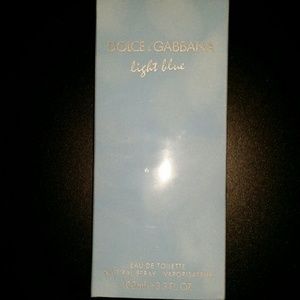 DOLCE & GABBANA
light blue
EAU DE TOILETTE
NATURAL SPRAY VAPORISATEUR
100ml ℮ 3.3 FL.OZ